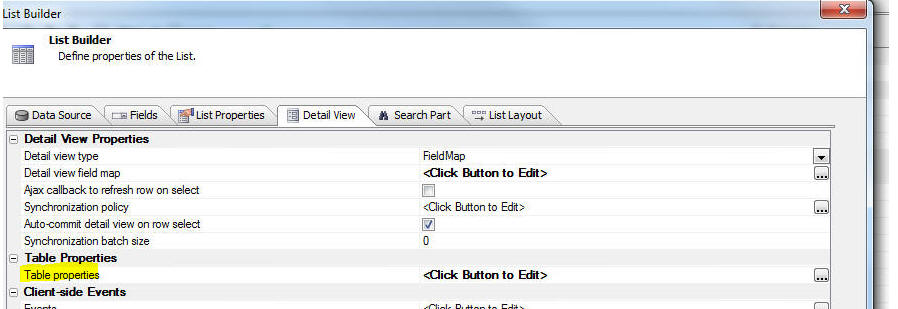 List Builder
List Builder
Define properties of the List.
Data Source Fields List Properties Detail View Search Part List Layout
Detail View Properties
Detail view type FieldMap
Detail view field map <Click Button to Edit>
Ajax callback to refresh row on select
Synchronization policy <Click Button to Edit>
Auto-commit detail view on row select
Synchronization batch size 0
Table Properties
Table properties <Click Button to Edit>
Client-side Events
Events <Click Button to Edit>